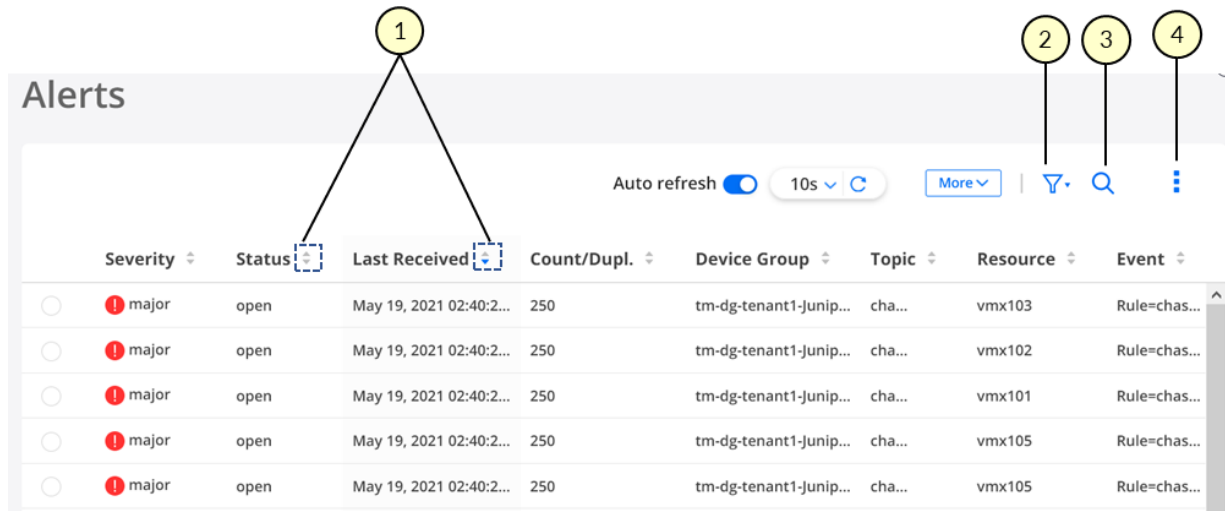 1
2 3 4
Alerts
Auto refresh 10s More
Severity Status Last Received Count/Dupl. Device Group Topic Resource Event
! major open May 19, 2021 02:40:2... 250 tm-dg-tenant1-Junip... cha... vmx103 Rule=chas...
! major open May 19, 2021 02:40:2... 250 tm-dg-tenant1-Junip... cha... vmx102 Rule=chas...
! major open May 19, 2021 02:40:2... 250 tm-dg-tenant1-Junip... cha... vmx101 Rule=chas...
! major open May 19, 2021 02:40:2... 250 tm-dg-tenant1-Junip... cha... vmx105 Rule=chas...
! major open May 19, 2021 02:40:2... 250 tm-dg-tenant1-Junip... cha... vmx105 Rule=chas...